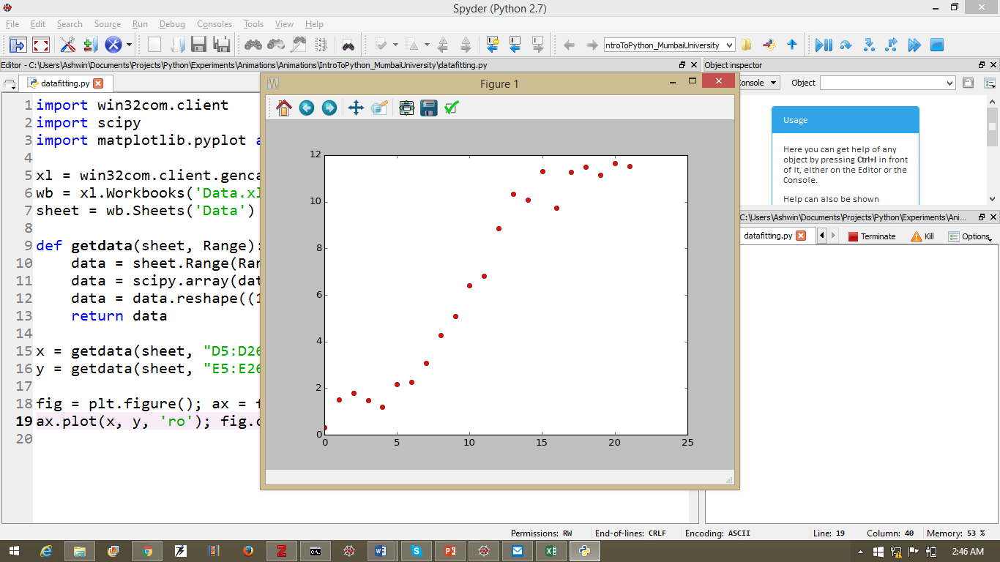 Spyder (Python 2.7)
File Edit Search Source Run Debug Consoles Tools View Help
ntroToPython_MumbaiUniversity
Editor - C:\Users\Ashwin\Documents\Projects\Python\Experiments\Animations\Animations\IntroToPython_MumbaiUniversity\datafitting.py
Object inspector
datafitting.py
onsole Object
1 import win32com.client
2 import scipy
3 import matplotlib.pyplot a
4
5 xl = win32com.client.genca
6 wb = xl.Workbooks('Data.xl
7 sheet = wb.Sheets('Data')
8
9 def getdata(sheet, Range):
10 data = sheet.Range(Ran
11 data = scipy.array(dat
12 data = data.reshape((1
13 return data
14
15 x = getdata(sheet, "D5:D26
16 y = getdata(sheet, "E5:E26
17
18 fig = plt.figure(); ax = f
19 ax.plot(x, y, 'ro'); fig.c
20
Figure 1
12
10
8
6
4
2
0
0 5 10 15 20 25
Usage
Here you can get help of any
object by pressing Ctrl+I in front
of it, either on the Editor or the
Console.
Help can also be shown
C:\Users\Ashwin\Documents\Projects\Python\Experiments\Ani...
datafitting.py Terminate Kill Options
Permissions: RW End-of-lines: CRLF Encoding: ASCII Line: 19 Column: 40 Memory: 53 %
2:46 AM